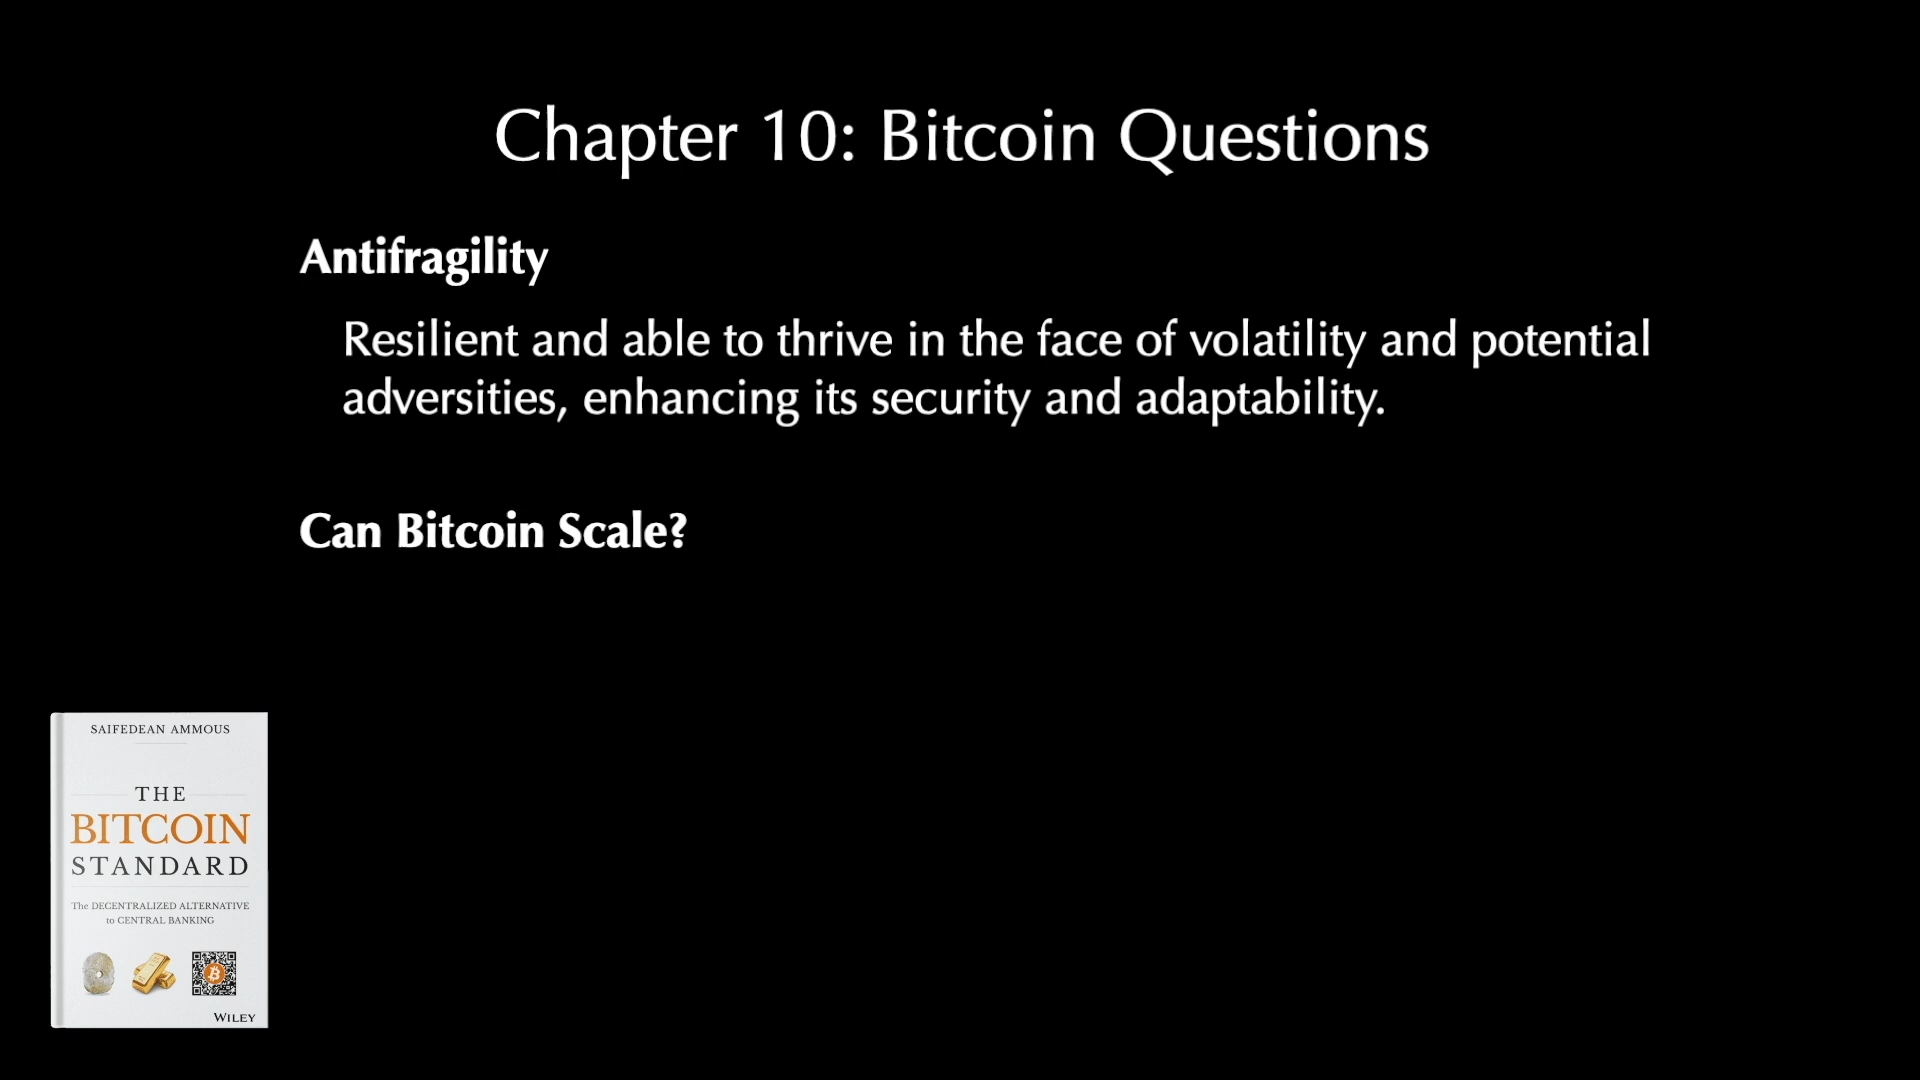 Chapter 10: Bitcoin Questions
Antifragility
Resilient and able to thrive in the face of volatility and potential
adversities, enhancing its security and adaptability.
Can Bitcoin Scale?
SAIFEDEAN AMMOUS
THE
BITCOIN
STANDARD
The DECENTRALIZED ALTERNATIVE
to CENTRAL BANKING
WILEY